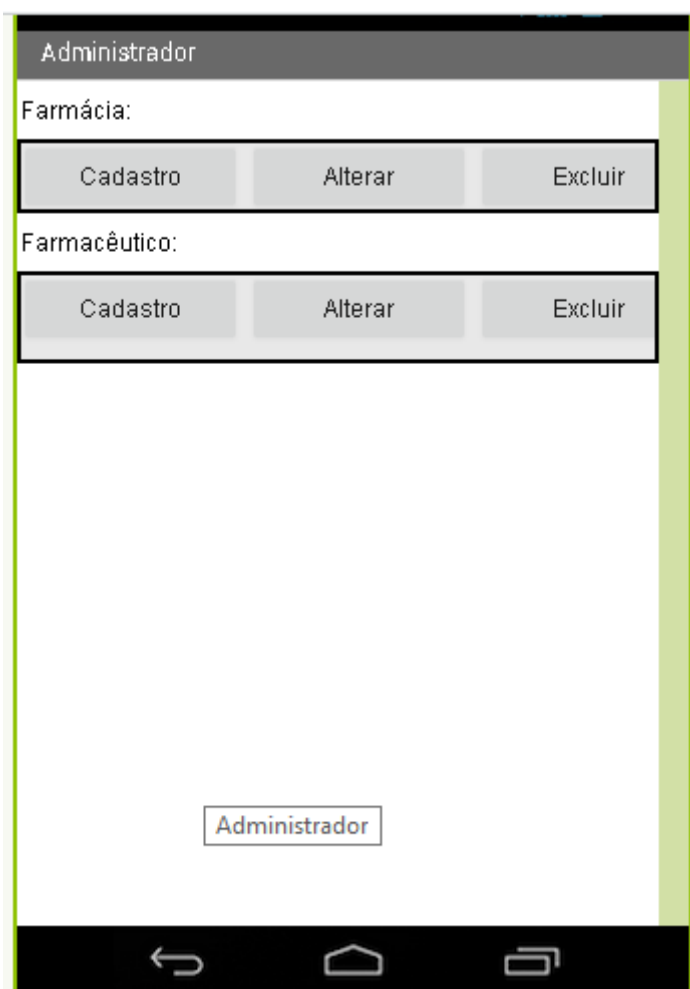 Administrador
Farmácia:
Cadastro Alterar Excluir
Farmacêutico:
Cadastro Alterar Excluir
Administrador